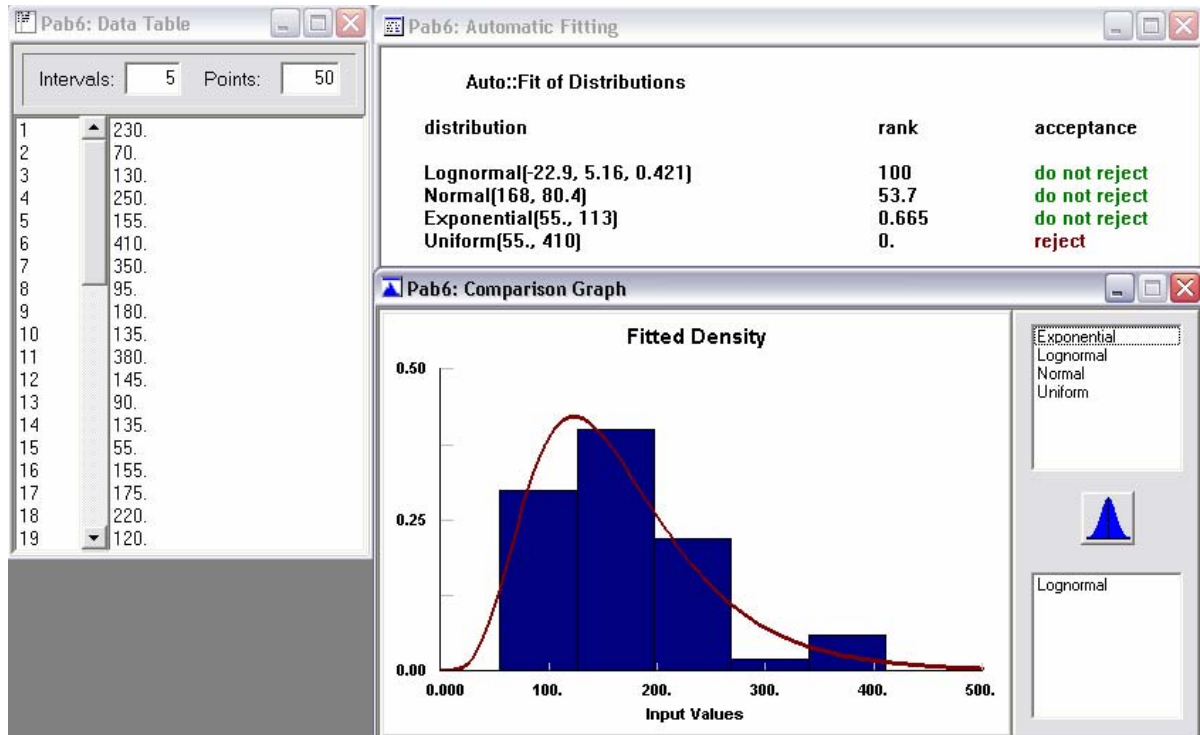 Pab6: Data Table
Intervals: 5 Points: 50
1 230.
2 70.
3 130.
4 250.
5 155.
6 410.
7 350.
8 95.
9 180.
10 135.
11 380.
12 145.
13 90.
14 135.
15 55.
16 155.
17 175.
18 220.
19 120.
Pab6: Automatic Fitting
Auto::Fit of Distributions
distribution rank acceptance
Lognormal(-22.9, 5.16, 0.421) 100 do not reject
Normal(168, 80.4) 53.7 do not reject
Exponential(55., 113) 0.665 do not reject
Uniform(55., 410) 0. reject
Pab6: Comparison Graph
Fitted Density
0.50
0.25
0.00
0.000 100. 200. 300. 400. 500.
Input Values
Exponential
Lognormal
Normal
Uniform
Lognormal